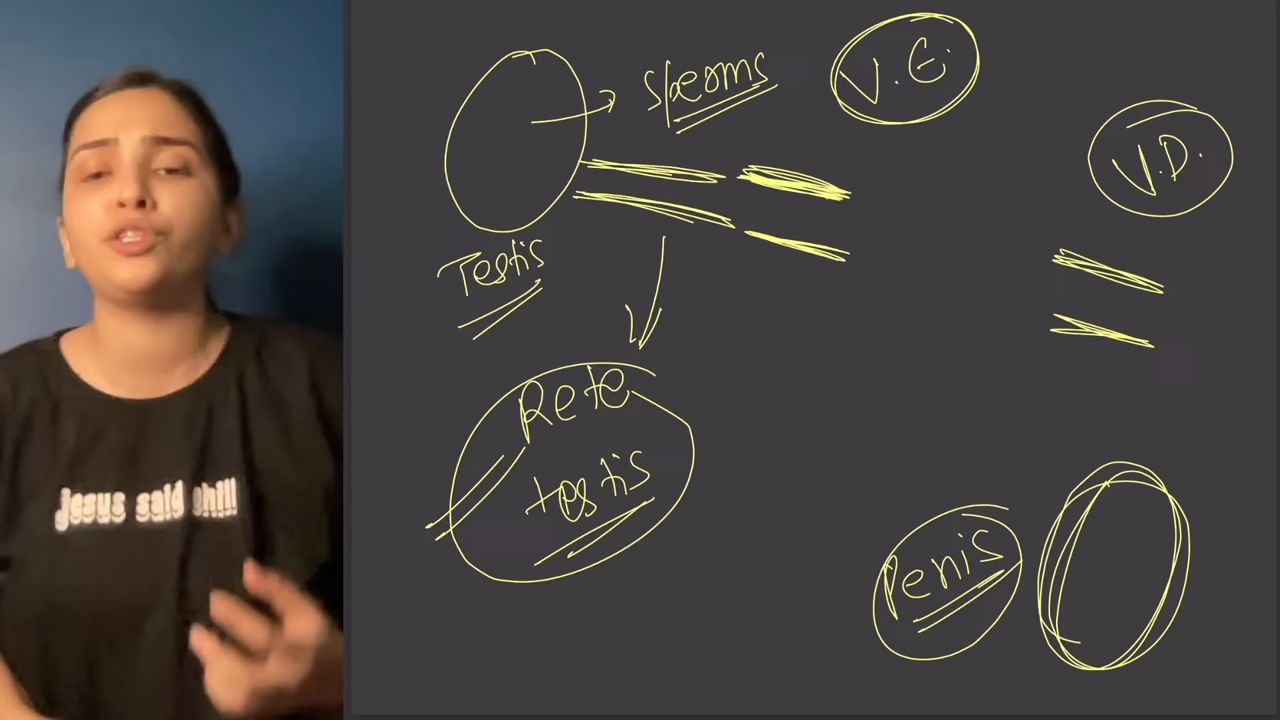 sperms
V.E.
V.D.
Testis
Rete
testis
Penis
Jesus said chill